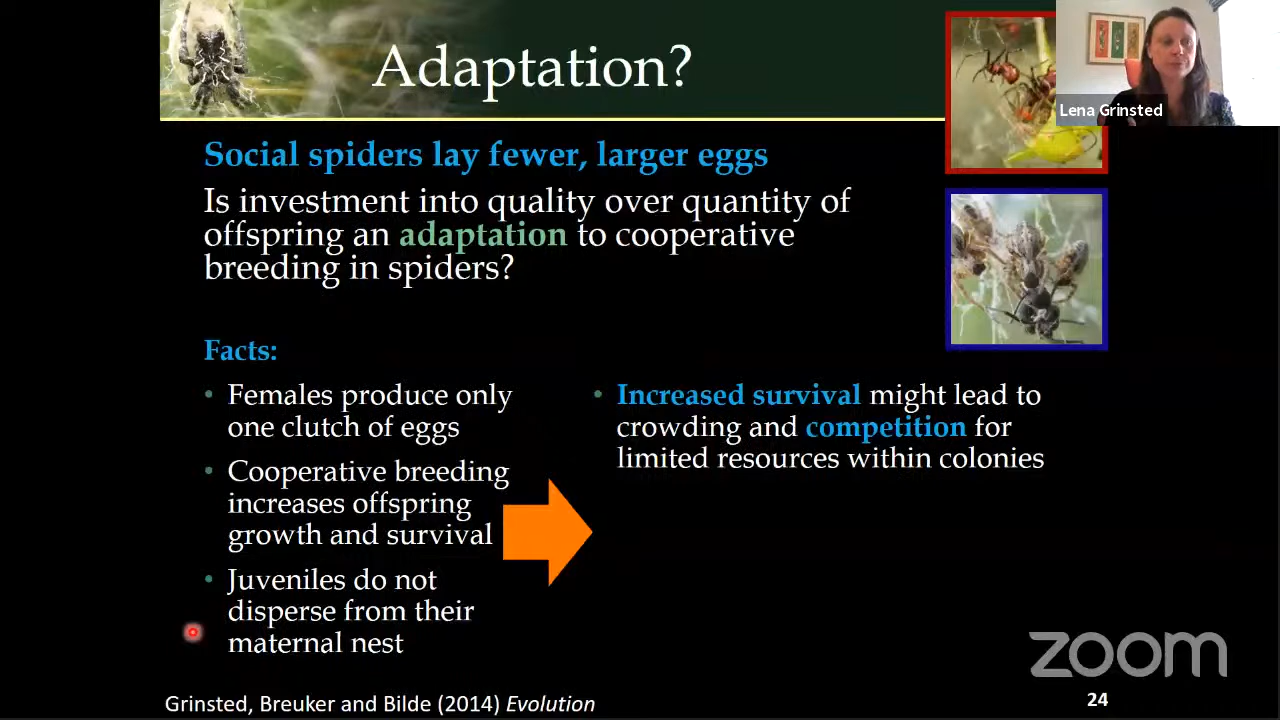 Adaptation?
Lena Grinsted
Social spiders lay fewer, larger eggs
Is investment into quality over quantity of
offspring an adaptation to cooperative
breeding in spiders?
Facts:
• Females produce only
one clutch of eggs
• Cooperative breeding
increases offspring
growth and survival
• Juveniles do not
disperse from their
maternal nest
• Increased survival might lead to
crowding and competition for
limited resources within colonies
zoom
Grinsted, Breuker and Bilde (2014) Evolution
24